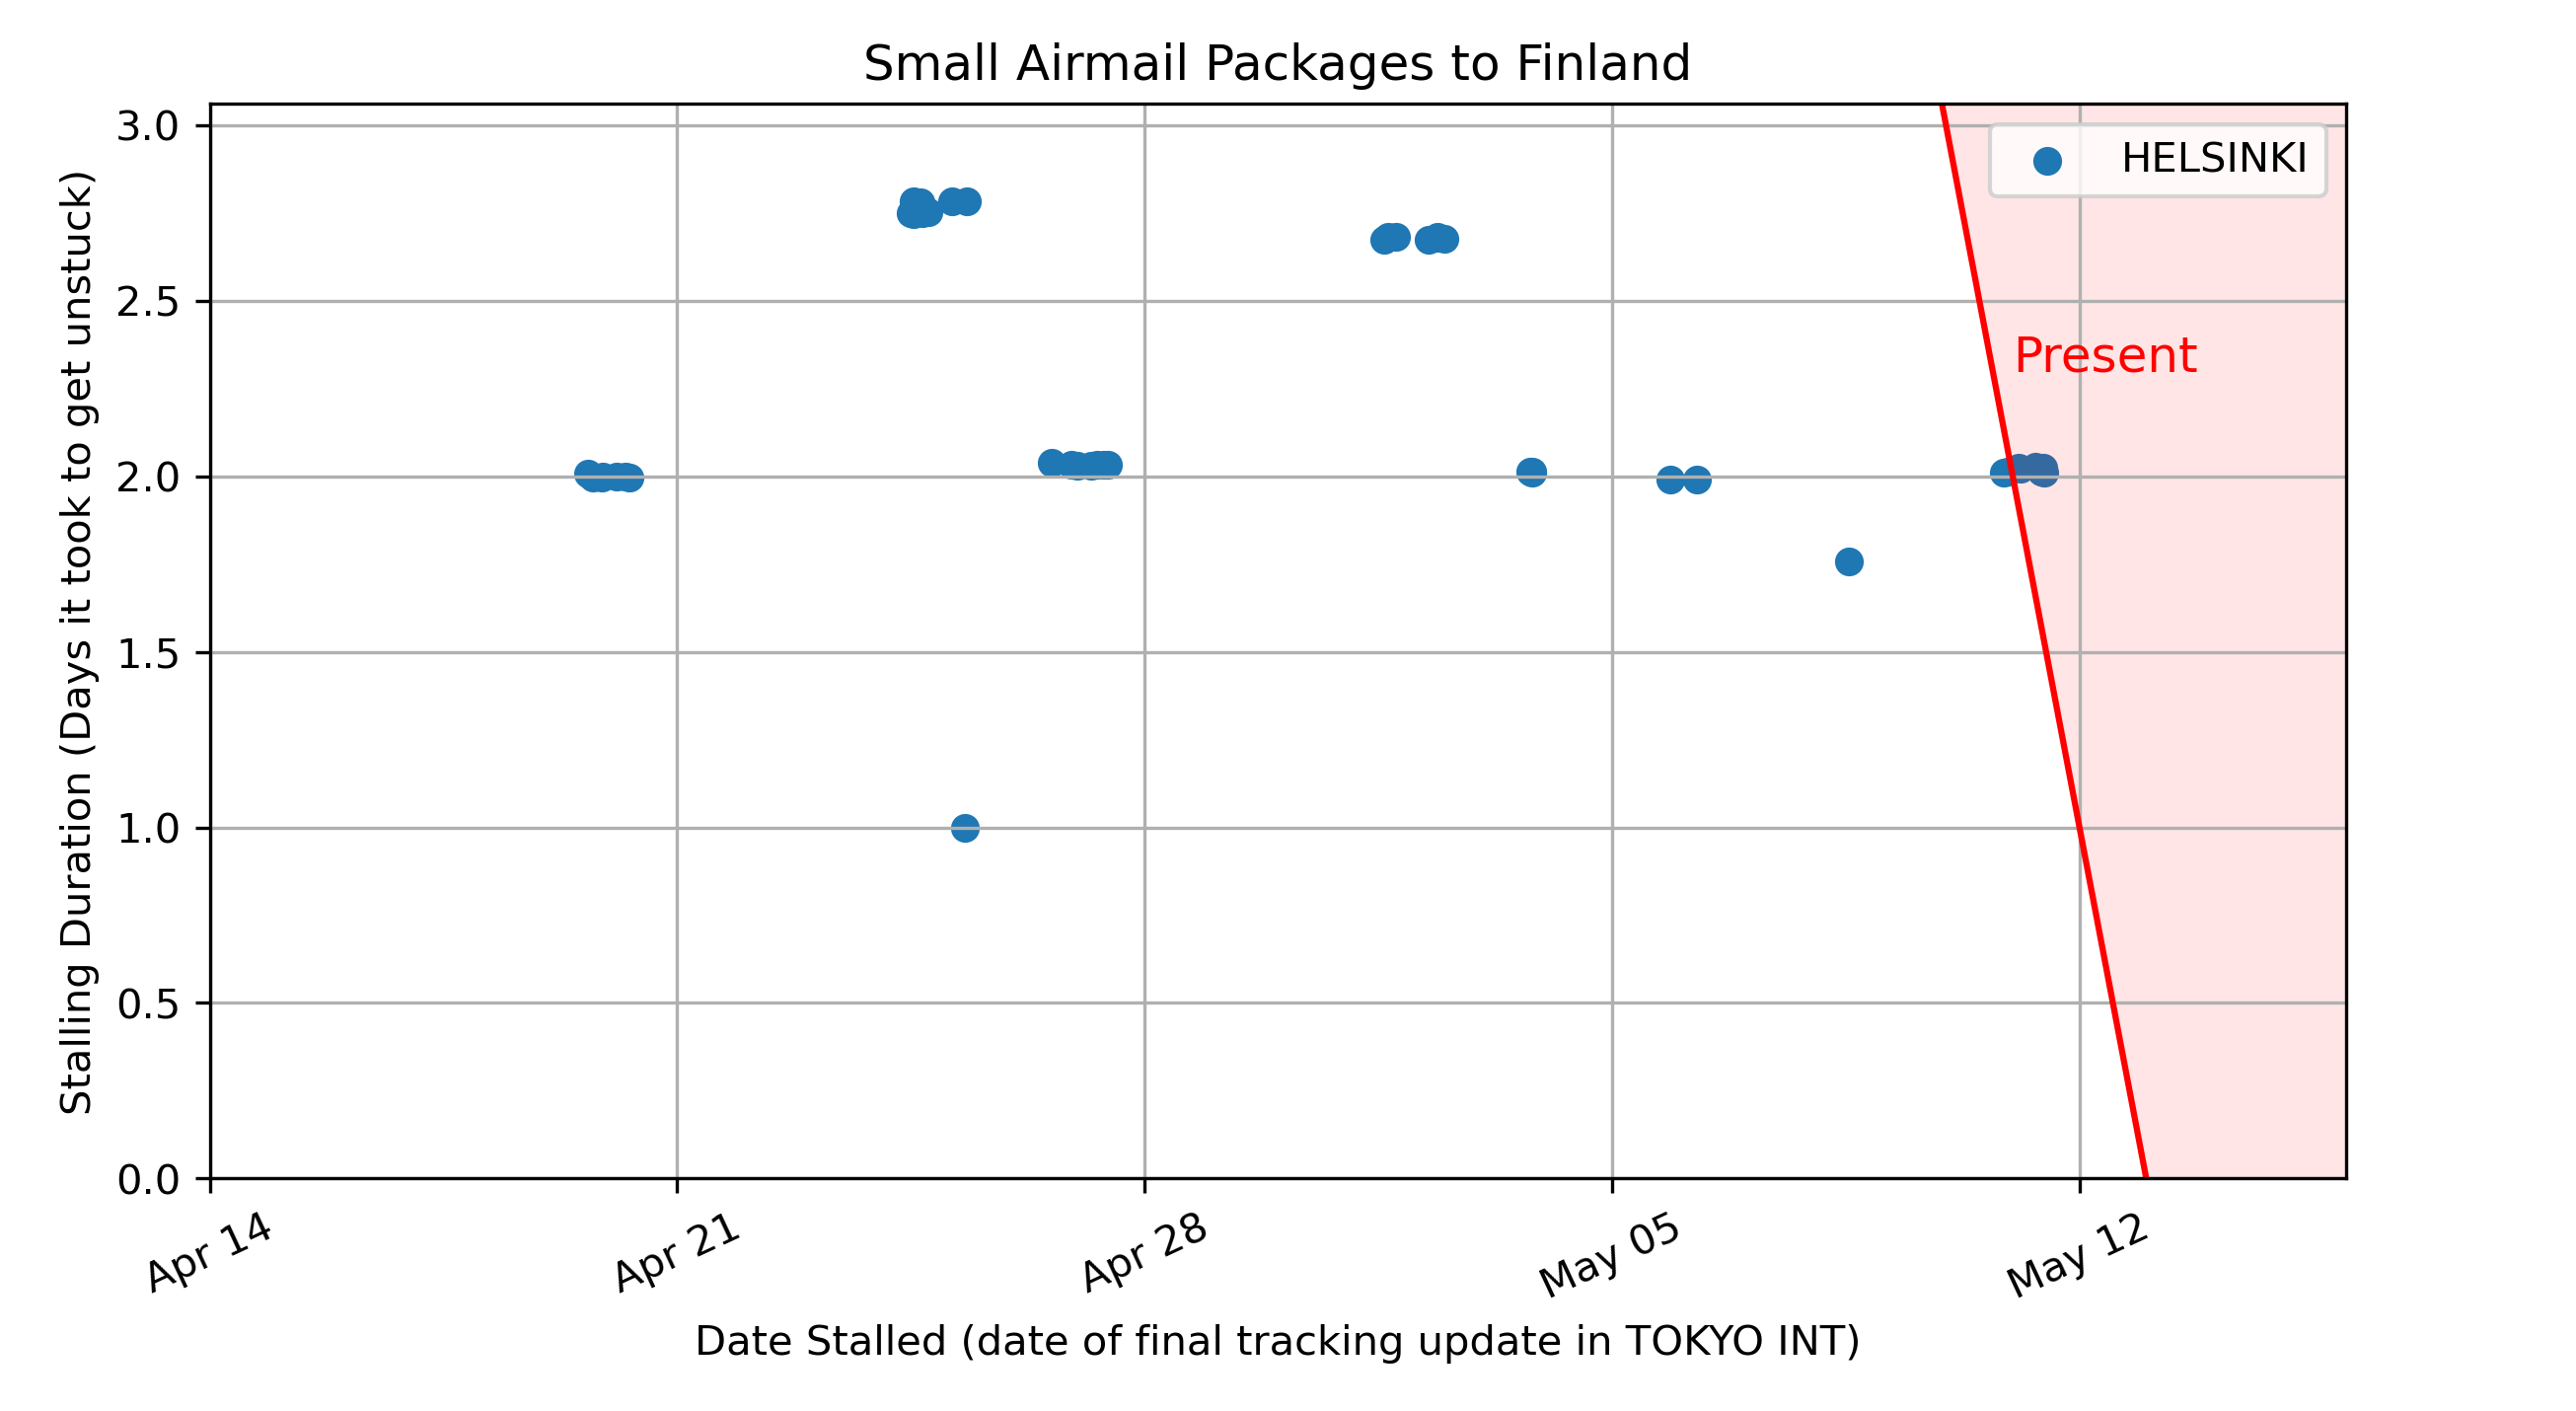 Small Airmail Packages to Finland
Stalling Duration (Days it took to get unstuck)
3.0
2.5
2.0
1.5
1.0
0.5
0.0
HELSINKI
Present
Apr 14
Apr 21
Apr 28
May 05
May 12
Date Stalled (date of final tracking update in TOKYO INT)